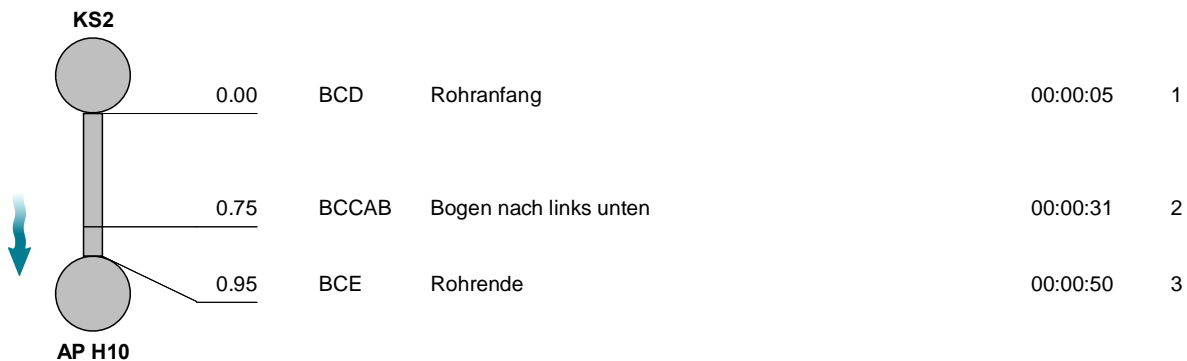 KS2
0.00 BCD Rohranfang 00:00:05 1
0.75 BCCAB Bogen nach links unten 00:00:31 2
0.95 BCE Rohrende 00:00:50 3
AP H10